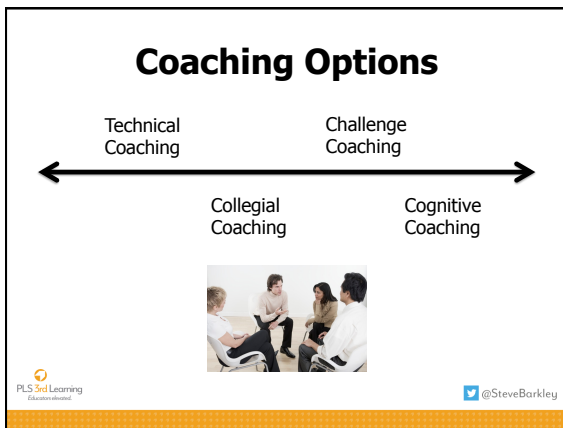 Coaching Options
Technical
Coaching
Challenge
Coaching
Collegial
Coaching
Cognitive
Coaching
PLS 3rd Learning
Educators elevated.
@SteveBarkley